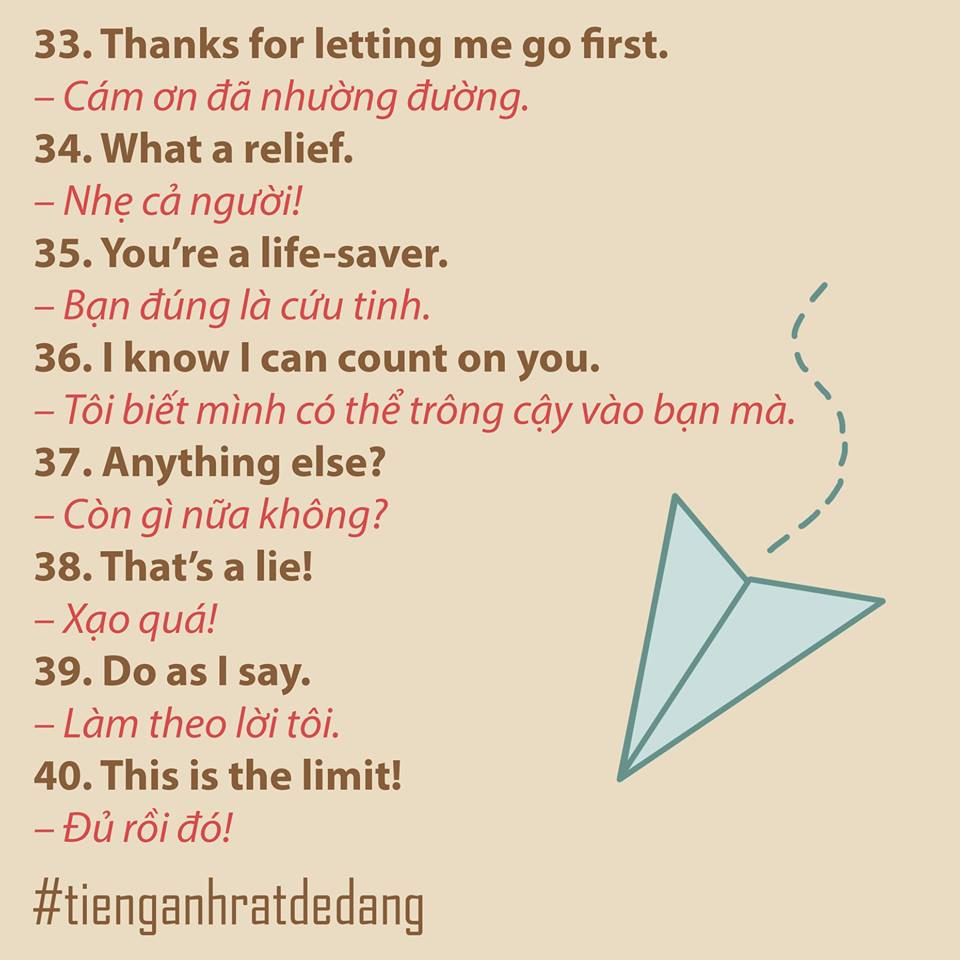 33. Thanks for letting me go first.
– Cám ơn đã nhường đường.
34. What a relief.
– Nhẹ cả người!
35. You’re a life-saver.
– Bạn đúng là cứu tinh.
36. I know I can count on you.
– Tôi biết mình có thể trông cậy vào bạn mà.
37. Anything else?
– Còn gì nữa không?
38. That’s a lie!
– Xạo quá!
39. Do as I say.
– Làm theo lời tôi.
40. This is the limit!
– Đủ rồi đó!
#tienganhratdedang